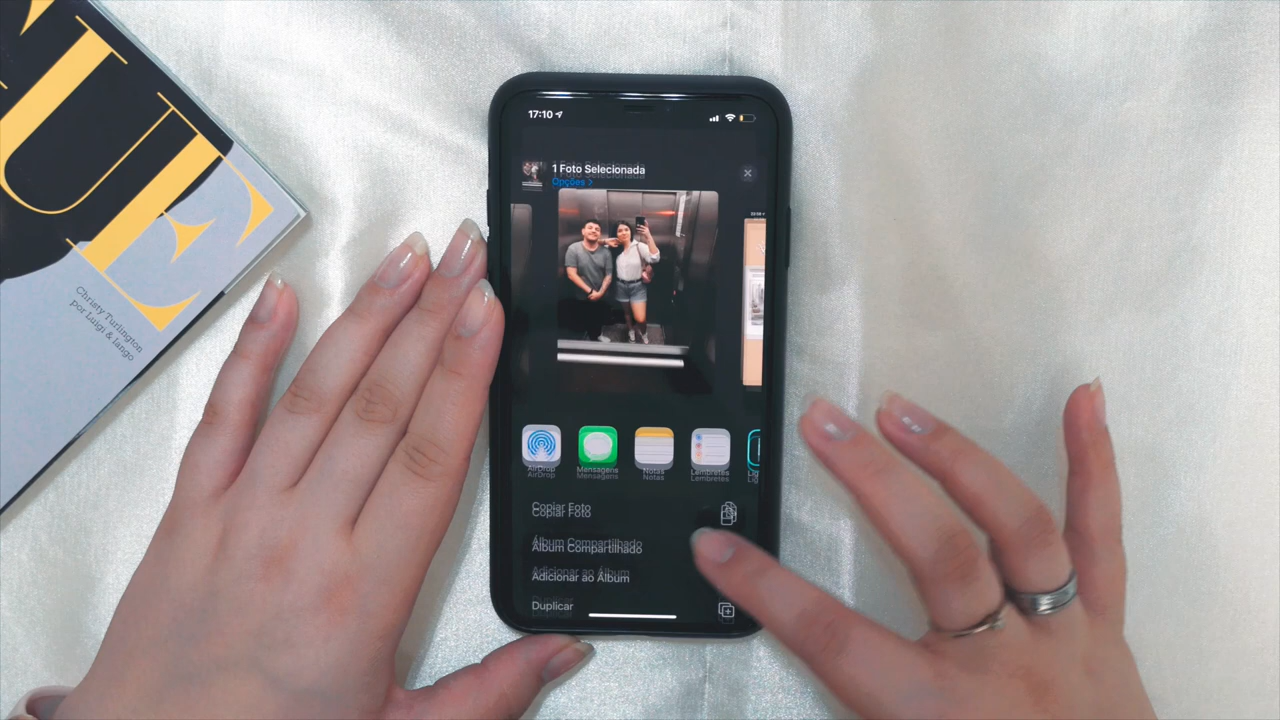 UE
Christy Turlington
por Luigi & Iango
17:10
1 Foto Selecionada
Opções >
AirDrop
Mensagens
Notas
Lembretes
Copiar Foto
Álbum Compartilhado
Adicionar ao Álbum
Duplicar